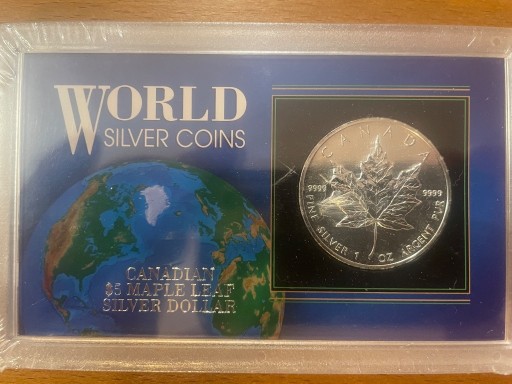 WORLD
SILVER COINS
CANADIAN
$5 MAPLE LEAF
SILVER DOLLAR
CANADA
9999 9999
FINE SILVER 1 OZ ARGENT PUR